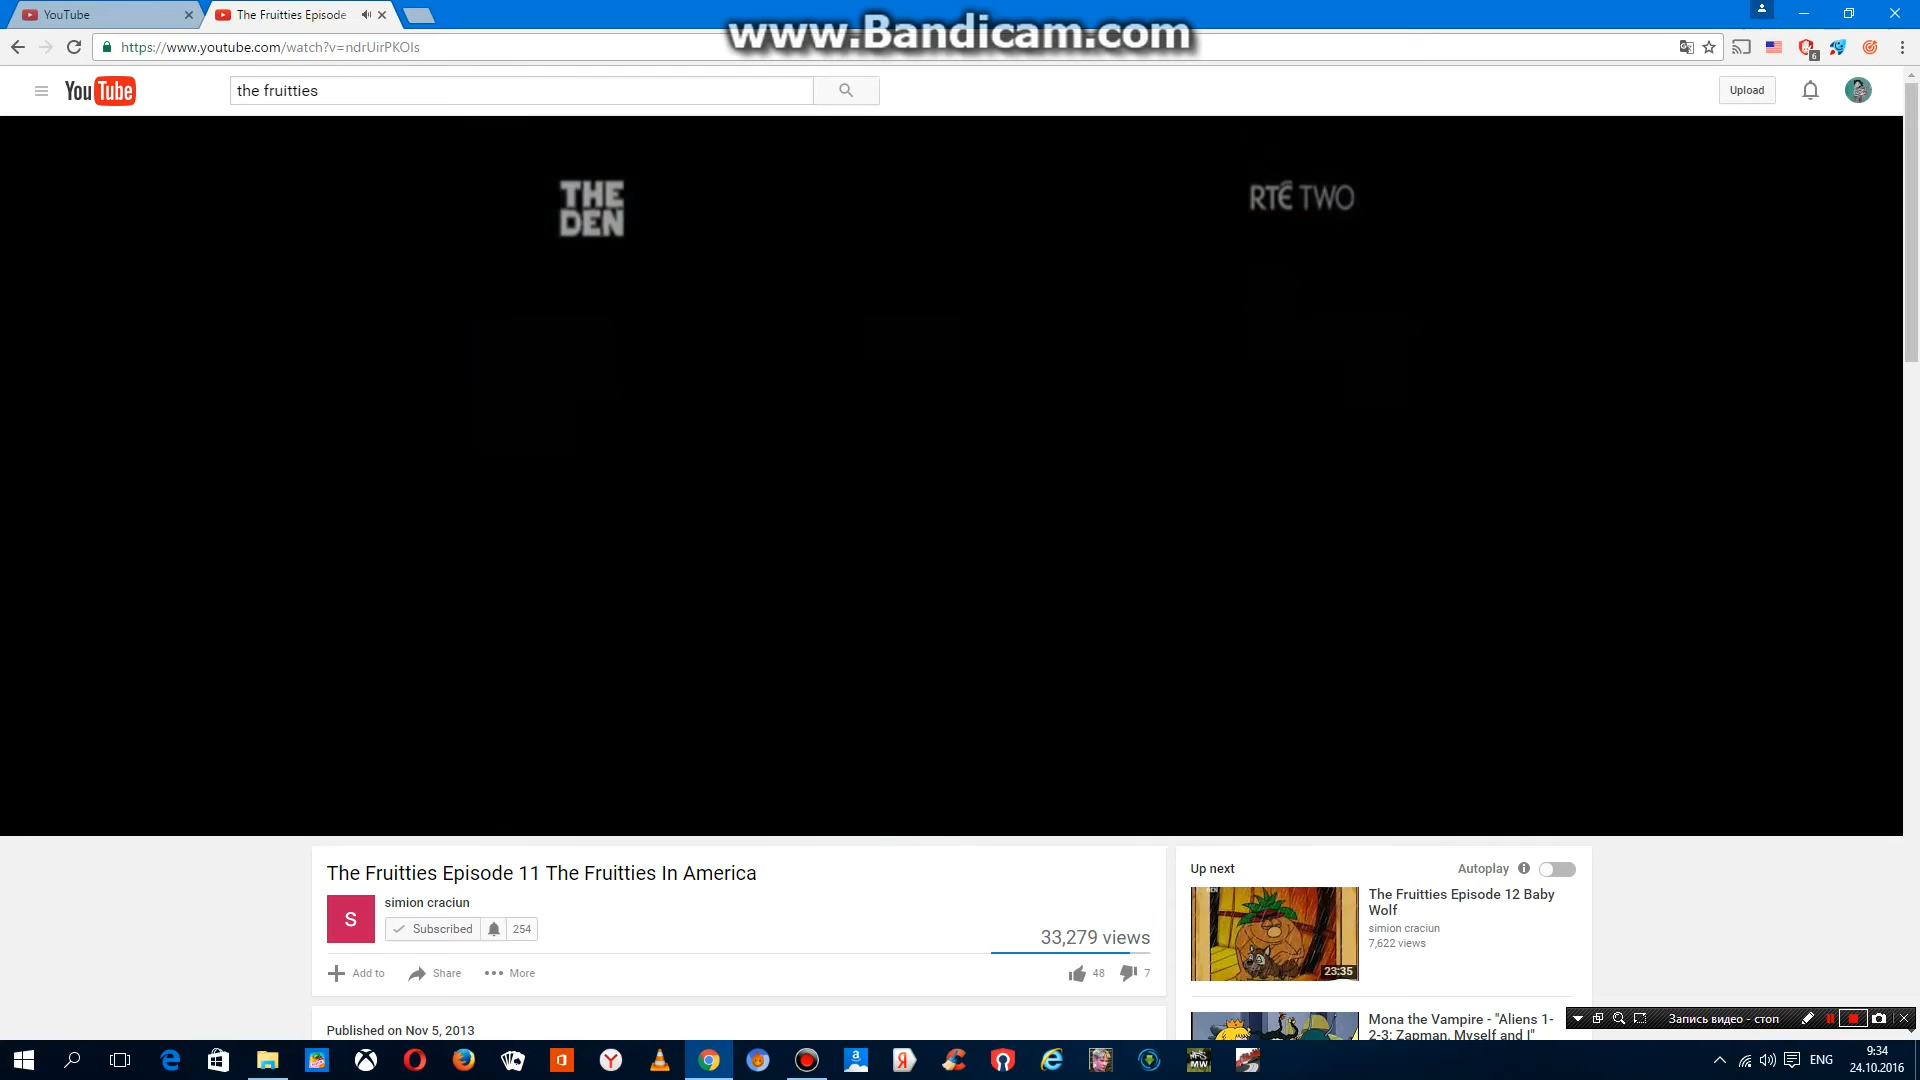 YouTube
The Fruitties Episode
www.Bandicam.com
https://www.youtube.com/watch?v=ndrUirPKOIs
6
YouTube
the fruitties
Upload
THE
DEN
RTÉ TWO
The Fruitties Episode 11 The Fruitties In America
S
simion craciun
Subscribed
254
33,279 views
Add to
Share
More
48
7
Published on Nov 5, 2013
Up next
Autoplay
The Fruitties Episode 12 Baby
Wolf
simion craciun
7,622 views
DEN
23:35
Mona the Vampire - "Aliens 1-
2-3: Zapman, Myself and I"
Запись видео - стоп
ENG
9:34
24.10.2016